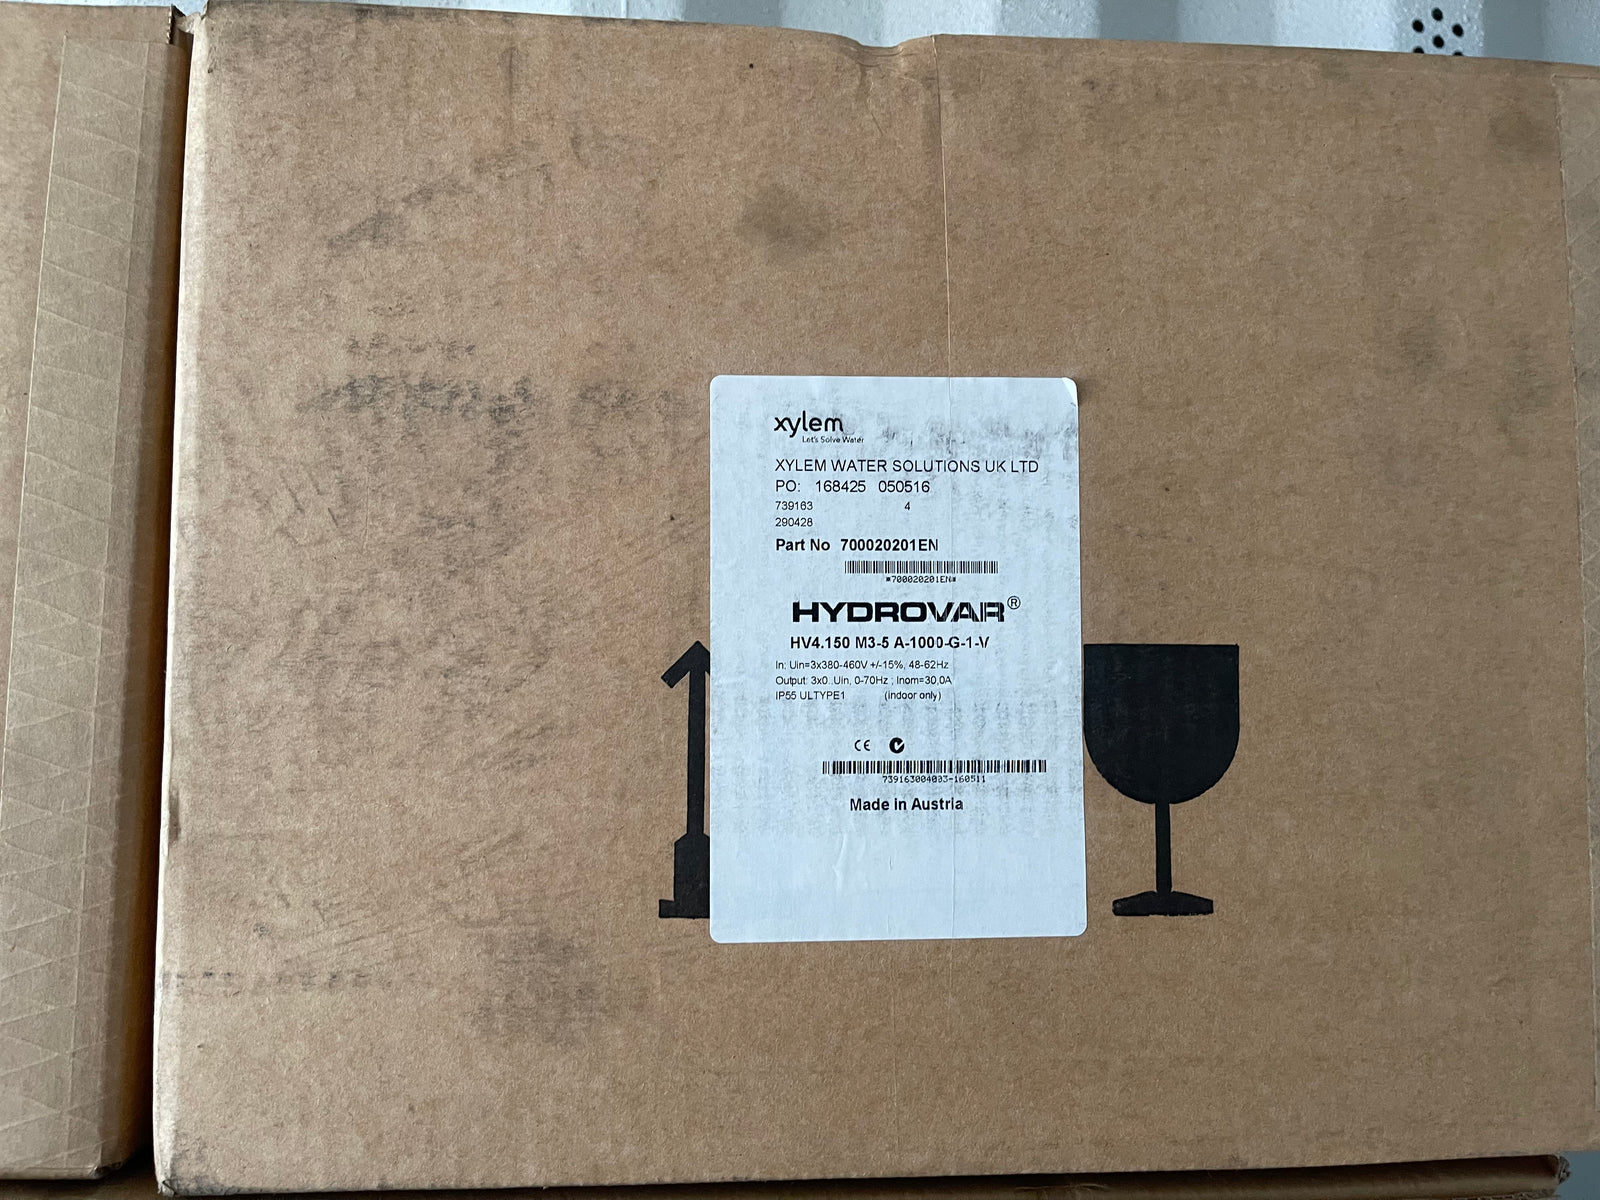 xylem
Let's Solve Water
XYLEM WATER SOLUTIONS UK LTD
PO: 168425 050516
739163 4
290428
Part No 700020201EN
*700020201EN*
HYDROVAR®
HV4.150 M3-5 A-1000-G-1-V
In: Uin=3x380-460V +/-15%, 48-62Hz
Output: 3x0..Uin, 0-70Hz ; Inom=30,0A
IP55 ULTYPE1 (indoor only)
CE
739163004003-160511
Made in Austria